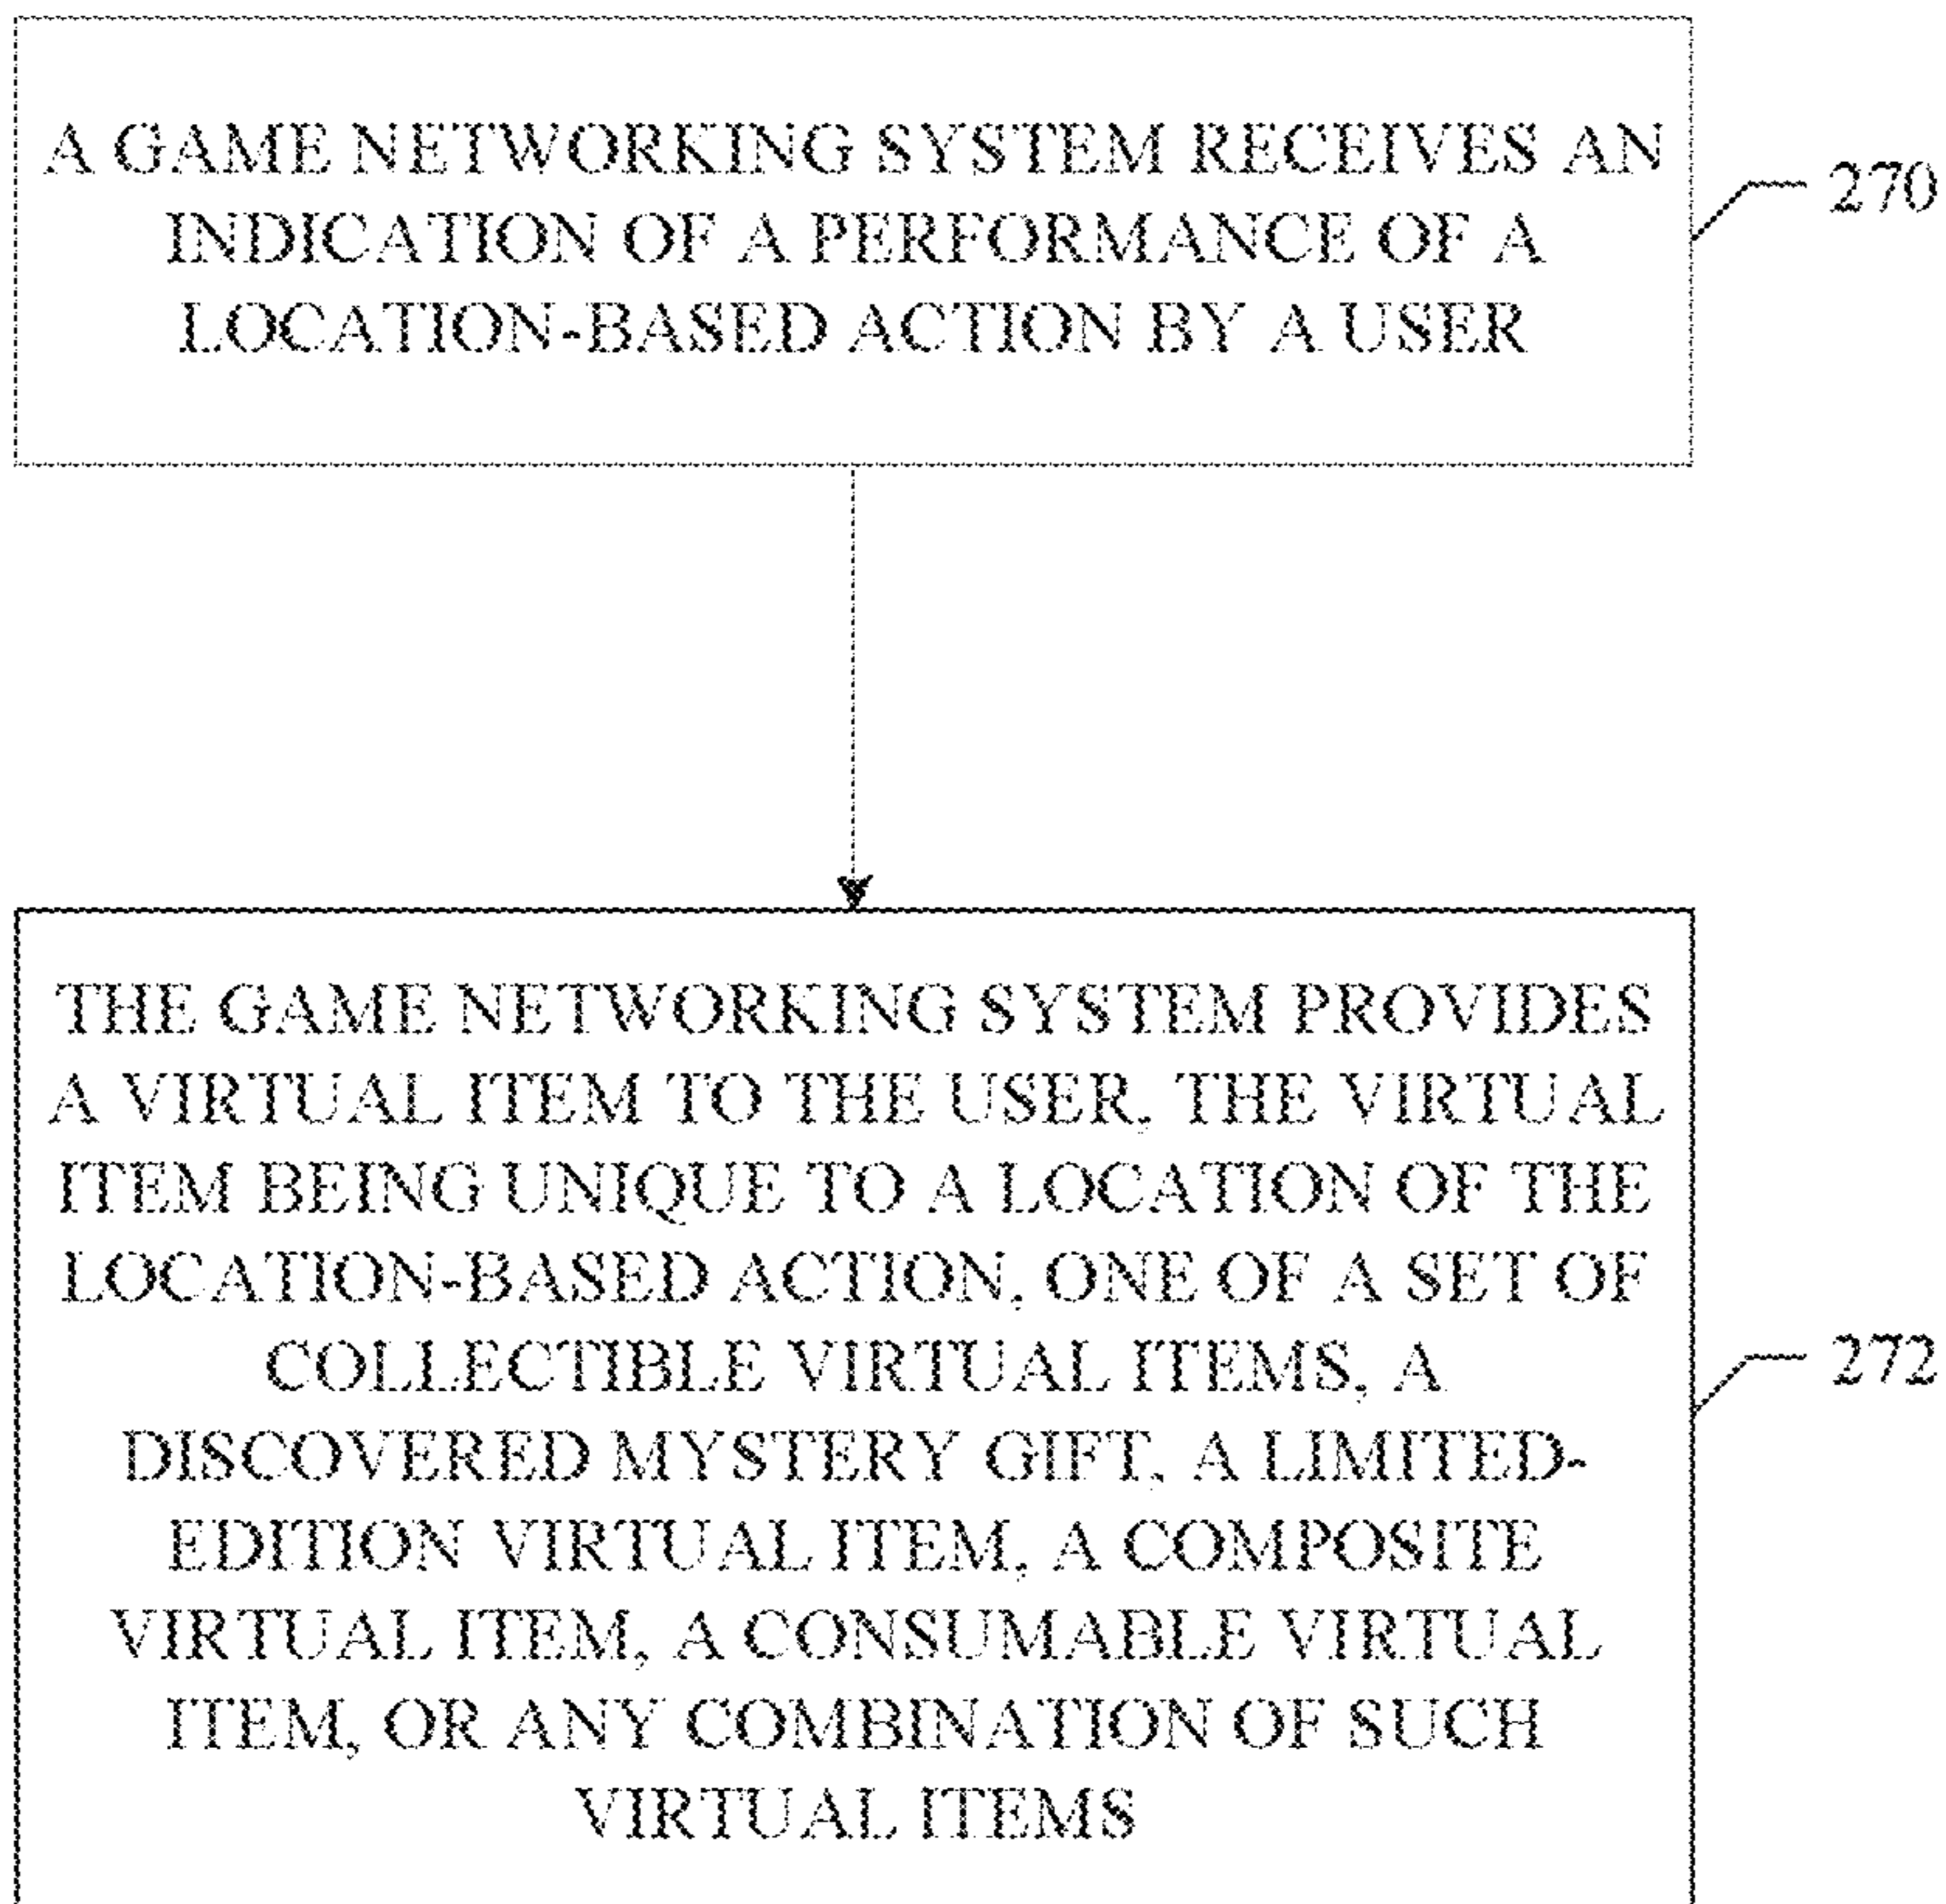 A GAME NETWORKING SYSTEM RECEIVES AN
INDICATION OF A PERFORMANCE OF A
LOCATION-BASED ACTION BY A USER
270
THE GAME NETWORKING SYSTEM PROVIDES
A VIRTUAL ITEM TO THE USER, THE VIRTUAL
ITEM BEING UNIQUE TO A LOCATION OF THE
LOCATION-BASED ACTION, ONE OF A SET OF
COLLECTIBLE VIRTUAL ITEMS, A
DISCOVERED MYSTERY GIFT, A LIMITED-
EDITION VIRTUAL ITEM, A COMPOSITE
VIRTUAL ITEM, A CONSUMABLE VIRTUAL
ITEM, OR ANY COMBINATION OF SUCH
VIRTUAL ITEMS
272